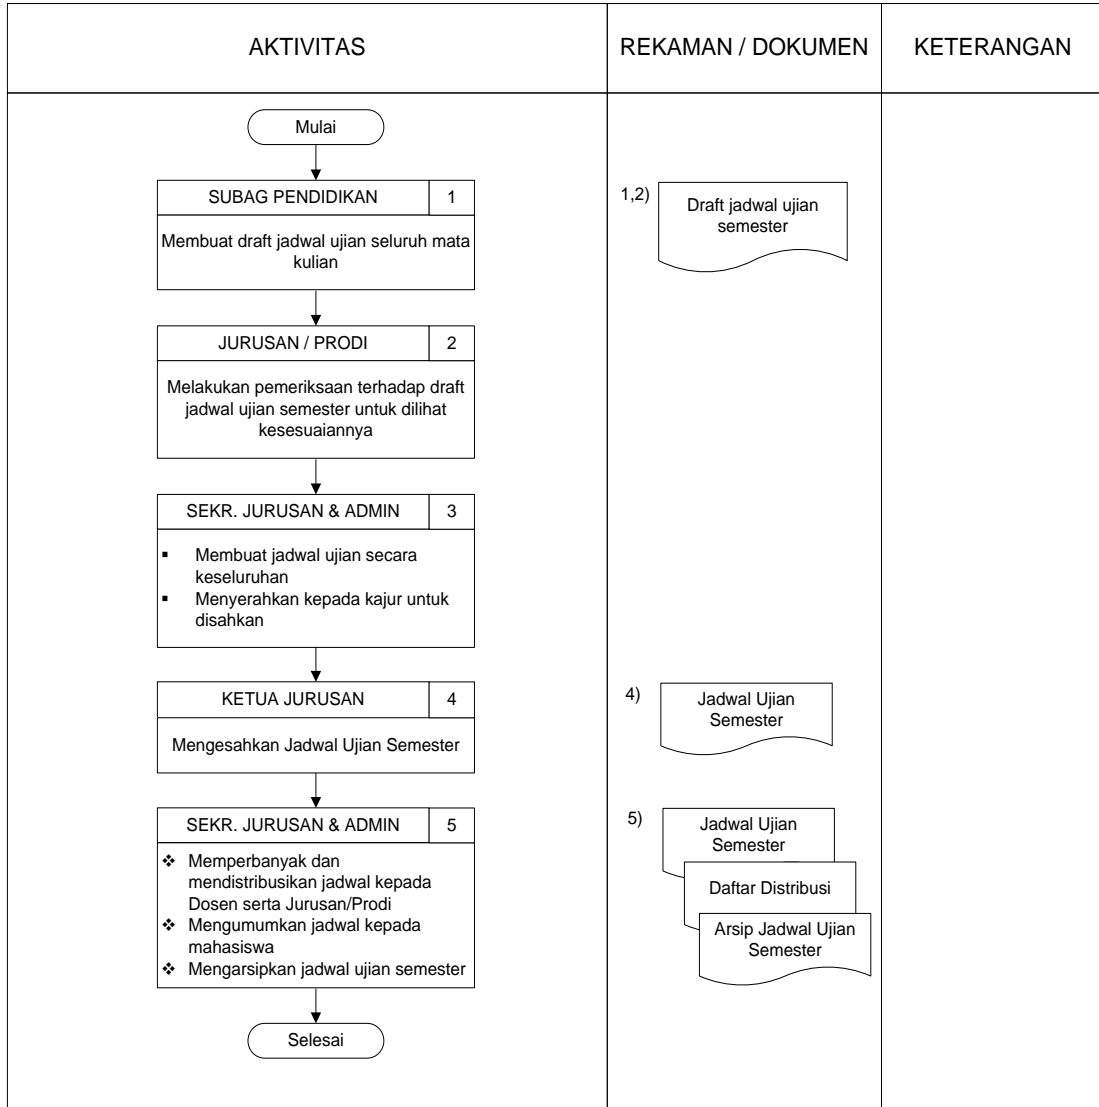 AKTIVITAS
REKAMAN / DOKUMEN
KETERANGAN
Mulai
SUBAG PENDIDIKAN
1
Membuat draft jadwal ujian seluruh mata
kulian
1,2)
Draft jadwal ujian
semester
JURUSAN / PRODI
2
Melakukan pemeriksaan terhadap draft
jadwal ujian semester untuk dilihat
kesesuaiannya
SEKR. JURUSAN & ADMIN
3
▪ Membuat jadwal ujian secara
keseluruhan
▪ Menyerahkan kepada kajur untuk
disahkan
KETUA JURUSAN
4
Mengesahkan Jadwal Ujian Semester
4)
Jadwal Ujian
Semester
SEKR. JURUSAN & ADMIN
5
❖ Memperbanyak dan
mendistribusikan jadwal kepada
Dosen serta Jurusan/Prodi
❖ Mengumumkan jadwal kepada
mahasiswa
❖ Mengarsipkan jadwal ujian semester
5)
Jadwal Ujian
Semester
Daftar Distribusi
Arsip Jadwal Ujian
Semester
Selesai